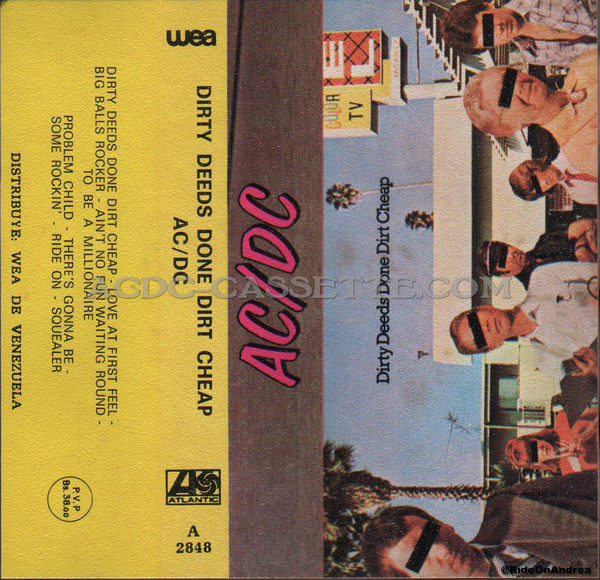 wea
DIRTY DEEDS DONE DIRT CHEAP
AC/DC
DIRTY DEEDS DONE DIRT CHEAP - LOVE AT FIRST FEEL -
BIG BALLS ROCKER - AIN'T NO FUN WAITING ROUND -
TO BE A MILLIONAIRE
PROBLEM CHILD - THERE'S GONNA BE -
SOME ROCKIN' - RIDE ON - SQUEALER
DISTRIBUYE: WEA DE VENEZUELA
P.V.P
Bs. 38.00
ATLANTIC
A
2848
AC/DC
Dirty Deeds Done Dirt Cheap
EL
COLOR
TV
ACDC-CASSETTE.COM
©RideOnAndrea